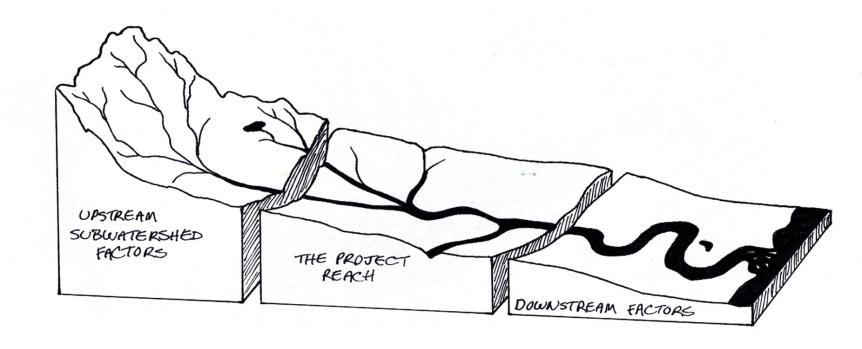 UPSTREAM
SUBWATERSHED
FACTORS
THE PROJECT
REACH
DOWNSTREAM FACTORS